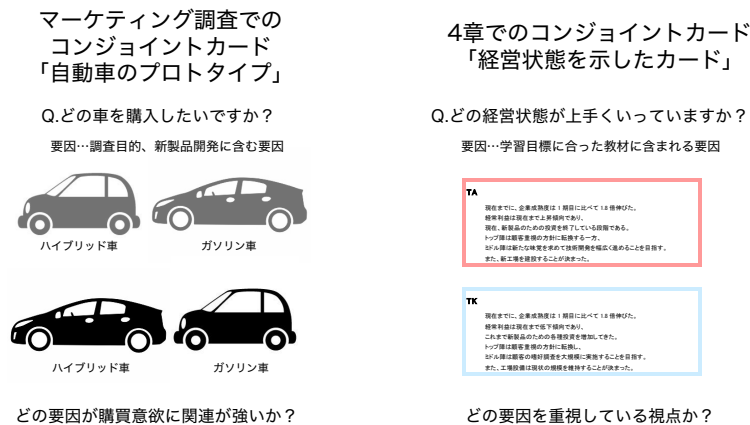 マーケティング調査での
コンジョイントカード
「自動車のプロトタイプ」
Q.どの車を購入したいですか？
要因…調査目的、新製品開発に含む要因
ハイブリッド車
ガソリン車
ハイブリッド車
ガソリン車
どの要因が購買意欲に関連が強いか？
4章でのコンジョイントカード
「経営状態を示したカード」
Q.どの経営状態が上手くいっていますか？
要因…学習目標に合った教材に含まれる要因
TA
現在までに、企業成熟度は 1 期目に比べて 1.8 倍伸びた。
経常利益は現在まで上昇傾向であり、
現在、新製品のための投資を終了している段階である。
トップ陣は顧客重視の方針に転換する一方、
ミドル陣は新たな味覚を求めて技術開発を幅広く進めることを目指す。
また、新工場を建設することが決まった。
TK
現在までに、企業成熟度は 1 期目に比べて 1.8 倍伸びた。
経常利益は現在まで低下傾向であり、
これまで新製品のための各種投資を増加してきた。
トップ陣は顧客重視の方針に転換し、
ミドル陣は顧客の嗜好調査を大規模に実施することを目指す。
また、工場設備は現状の規模を維持することが決まった。
どの要因を重視している視点か？